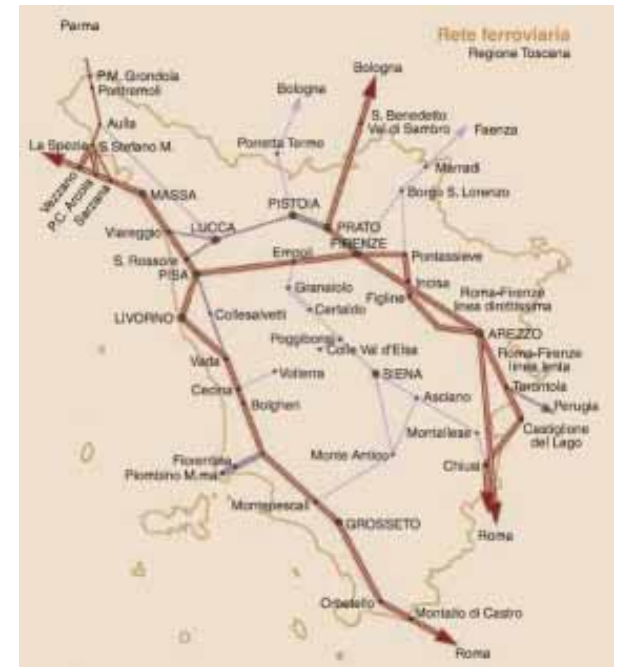 Parma
Rete ferroviaria
Regione Toscana
P.M. Grondola
Pontremoli
Bologna
Bologna
Aulla
S. Benedetto
Val di Sambro
Faenza
La Spezia
S. Stefano M.
Porretta Terme
Marradi
Vezzano
P.C. Arcola
Sarzana
MASSA
Borgo S. Lorenzo
PISTOIA
Viareggio
LUCCA
PRATO
FIRENZE
S. Rossore
Empoli
Pontassieve
PISA
Granaiolo
Incisa
Figline
Roma-Firenze
linea direttissima
LIVORNO
Collesalvetti
Certaldo
AREZZO
Poggibonsi
Colle Val d'Elsa
Roma-Firenze
linea lenta
Vada
Volterra
SIENA
Terontola
Cecina
Asciano
Perugia
Bolgheri
Castiglione
del Lago
Montallese
Fiorentina
Monte Antico
Chiusi
Piombino M.ma
Montepescali
GROSSETO
Roma
Orbetello
Montalto di Castro
Roma